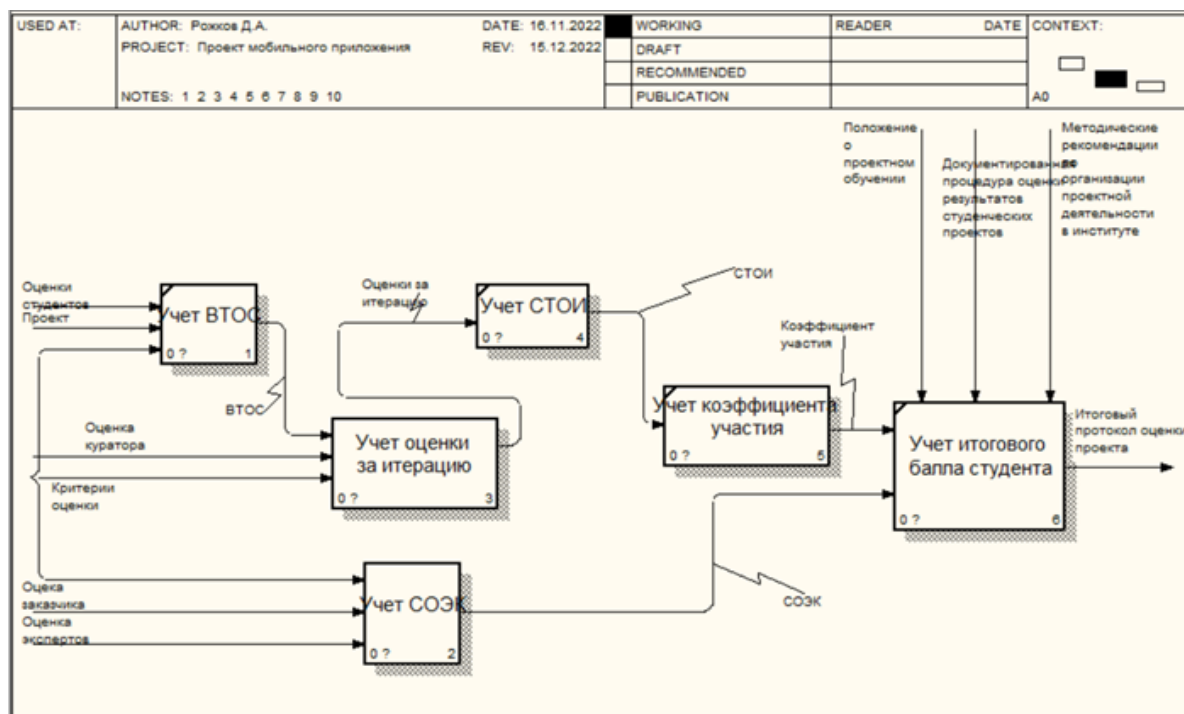 USED AT:
AUTHOR: Рожков Д.А.
DATE: 16.11.2022
PROJECT: Проект мобильного приложения
REV: 15.12.2022
NOTES: 1 2 3 4 5 6 7 8 9 10
WORKING
DRAFT
RECOMMENDED
PUBLICATION
READER
DATE
CONTEXT:
A0
Положение
о
проектном
обучении
Документированная
процедура оценки
результатов
студенческих
проектов
Методические
рекомендации
по
организации
проектной
деятельности
в институте
Оценки
студентов
Проект
Учет ВТОС
0 ?
1
ВТОС
Оценки за
итерацию
Учет СТОИ
0 ?
4
СТОИ
Коэффициент
участия
Учет коэффициента
участия
0 ?
5
Оценка
куратора
Критерии
оценки
Учет оценки
за итерацию
0 ?
3
Учет итогового
балла студента
0 ?
6
Итоговый
протокол оценки
проекта
Оцека
заказчика
Оценка
экспертов
Учет СОЭК
0 ?
2
СОЭК